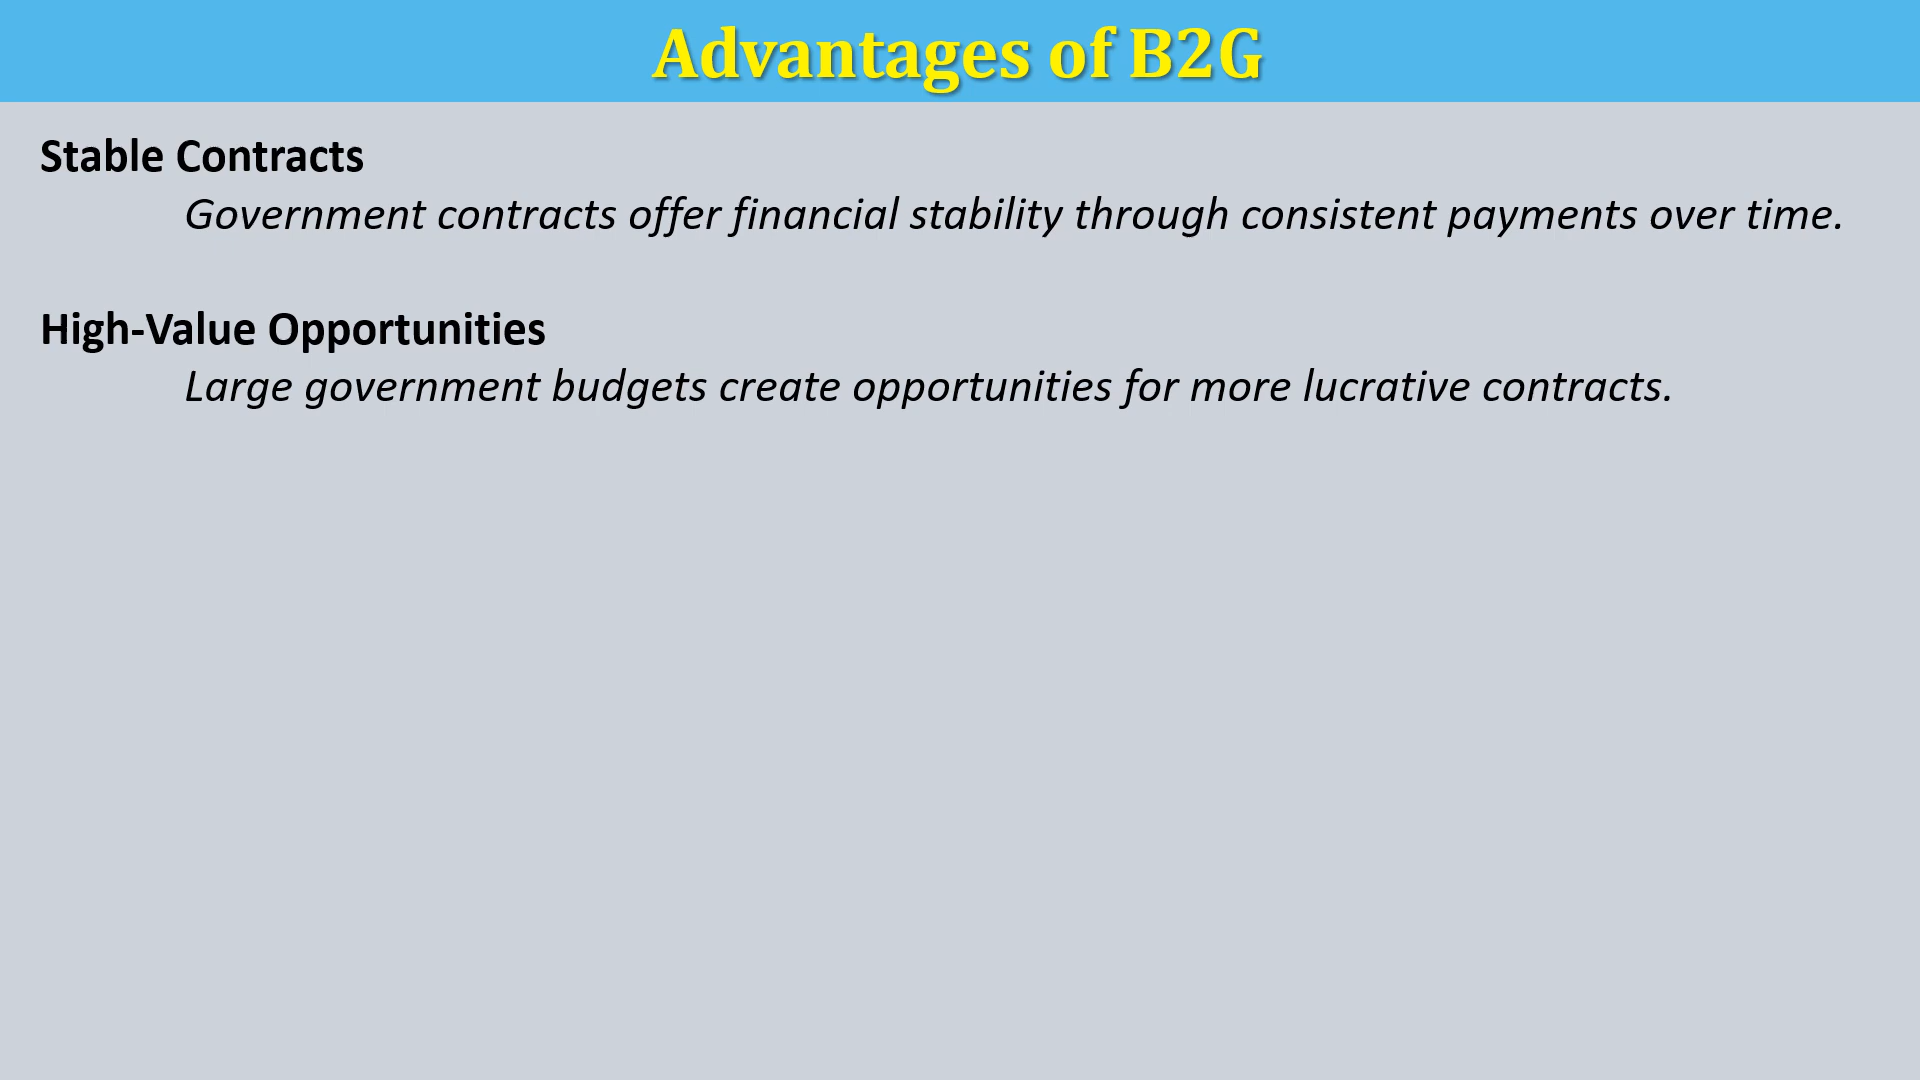 Advantages of B2G
Stable Contracts
Government contracts offer financial stability through consistent payments over time.
High-Value Opportunities
Large government budgets create opportunities for more lucrative contracts.